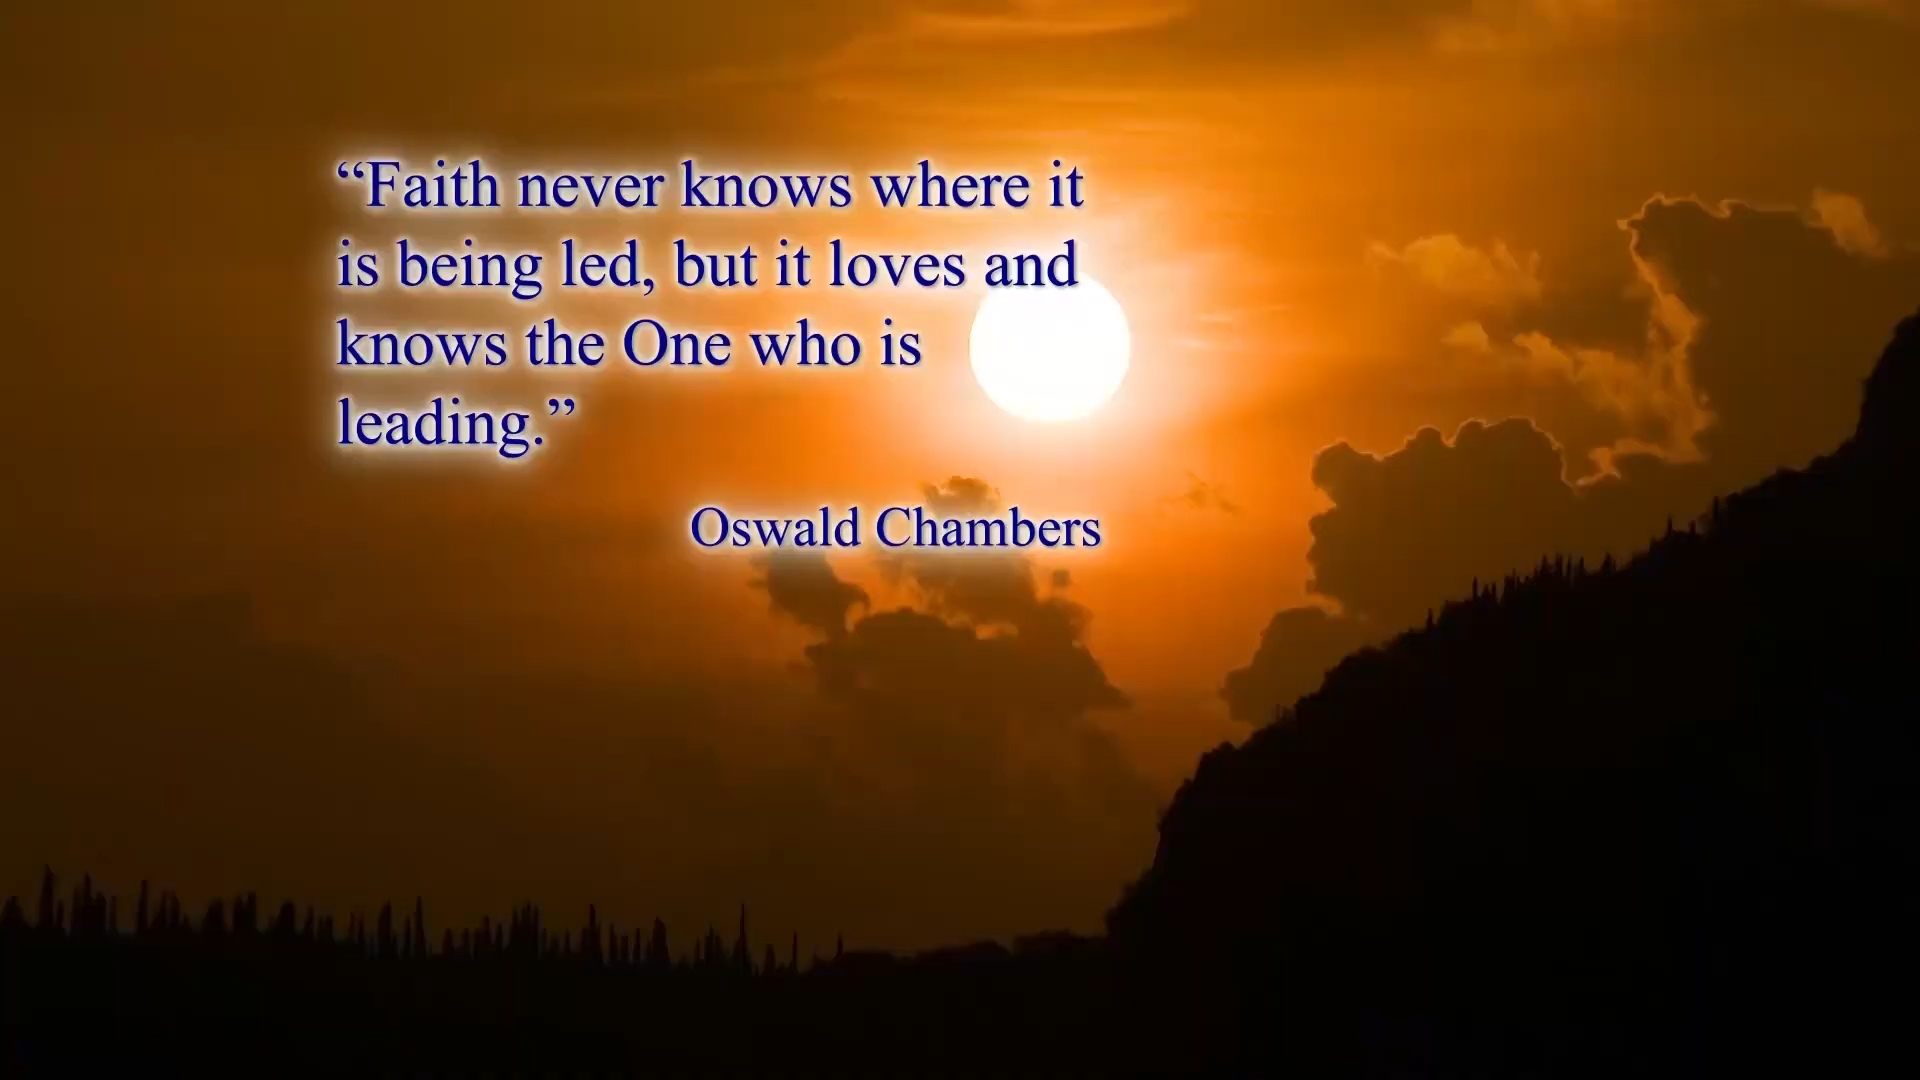 “Faith never knows where it
is being led, but it loves and
knows the One who is
leading.”
Oswald Chambers